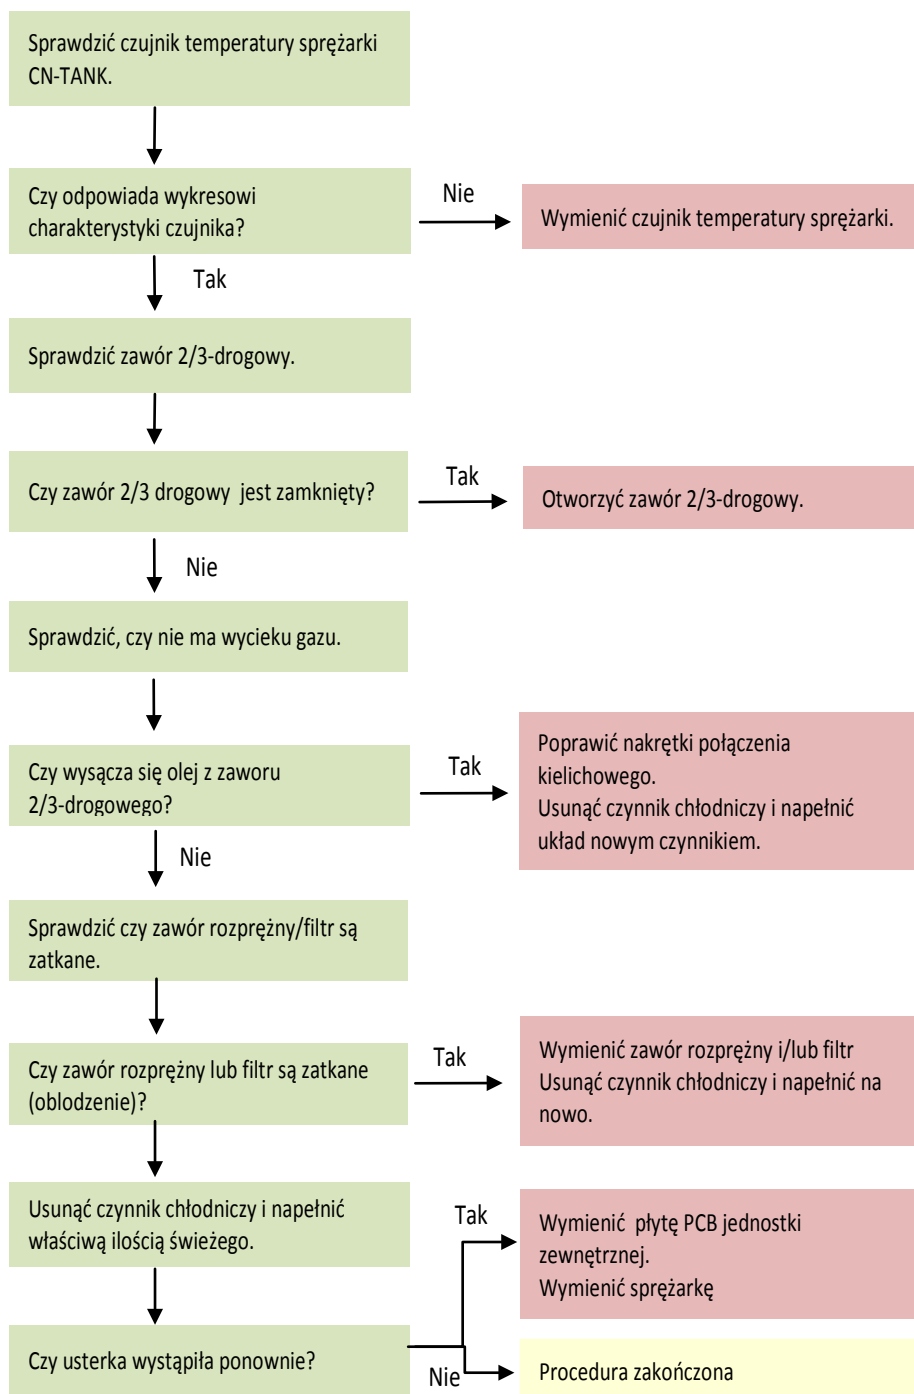 Sprawdzić czujnik temperatury sprężarki
CN-TANK.
Czy odpowiada wykresowi
charakterystyki czujnika?
Nie
Wymienić czujnik temperatury sprężarki.
Tak
Sprawdzić zawór 2/3-drogowy.
Czy zawór 2/3 drogowy jest zamknięty?
Tak
Otworzyć zawór 2/3-drogowy.
Nie
Sprawdzić, czy nie ma wycieku gazu.
Czy wysącza się olej z zaworu
2/3-drogowego?
Tak
Poprawić nakrętki połączenia
kielichowego.
Usunąć czynnik chłodniczy i napełnić
układ nowym czynnikiem.
Nie
Sprawdzić czy zawór rozprężny/filtr są
zatkane.
Czy zawór rozprężny lub filtr są zatkane
(oblodzenie)?
Tak
Wymienić zawór rozprężny i/lub filtr
Usunąć czynnik chłodniczy i napełnić na
nowo.
Usunąć czynnik chłodniczy i napełnić
właściwą ilością świeżego.
Tak
Wymienić płytę PCB jednostki
zewnętrznej.
Wymienić sprężarkę
Czy usterka wystąpiła ponownie?
Nie
Procedura zakończona